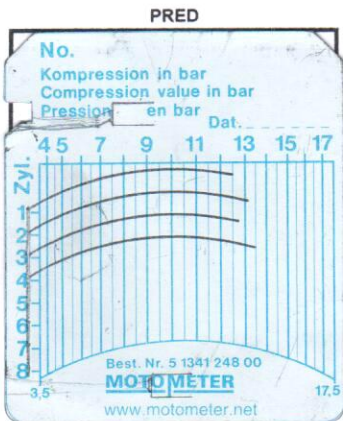 PRED
No.
Kompression in bar
Compression value in bar
Pression en bar
Dat.
4 5 7 9 11 13 15 17
Zyl.
1
2
3
4
5
6
7
8
3,5 17,5
Best. Nr. 5 1341 248 00
MOTOMETER
www.motometer.net